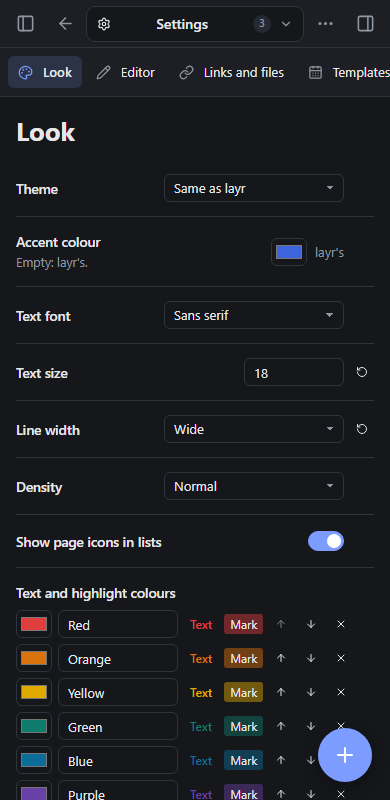 Settings 3
Look Editor Links and files Templates
Look
Theme Same as layr
Accent colour
Empty: layr's. layr's
Text font Sans serif
Text size 18
Line width Wide
Density Normal
Show page icons in lists
Text and highlight colours
Red Text Mark
Orange Text Mark
Yellow Text Mark
Green Text Mark
Blue Text Mark
Purple Text Mark